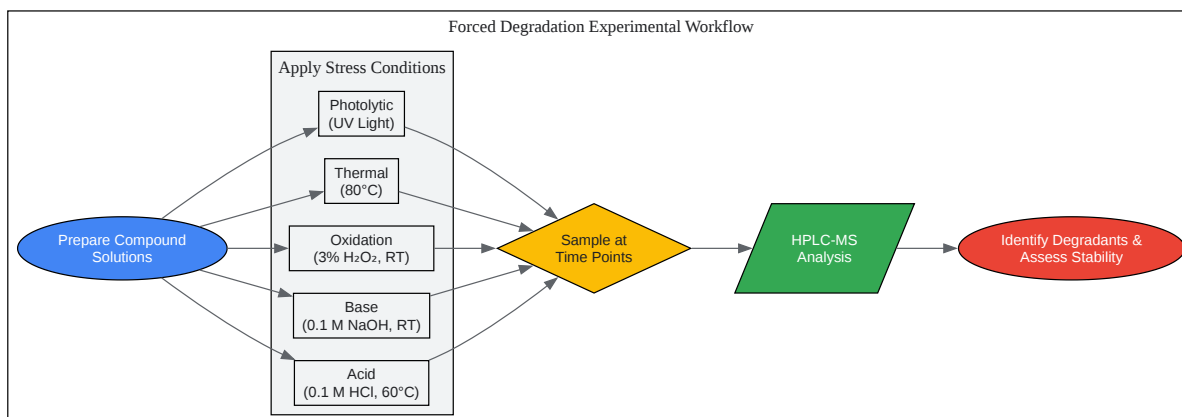 Forced Degradation Experimental Workflow
Apply Stress Conditions
Photolytic
(UV Light)
Thermal
(80°C)
Oxidation
(3% H₂O₂, RT)
Base
(0.1 M NaOH, RT)
Acid
(0.1 M HCl, 60°C)
Prepare Compound
Solutions
Sample at
Time Points
HPLC-MS
Analysis
Identify Degradants &
Assess Stability